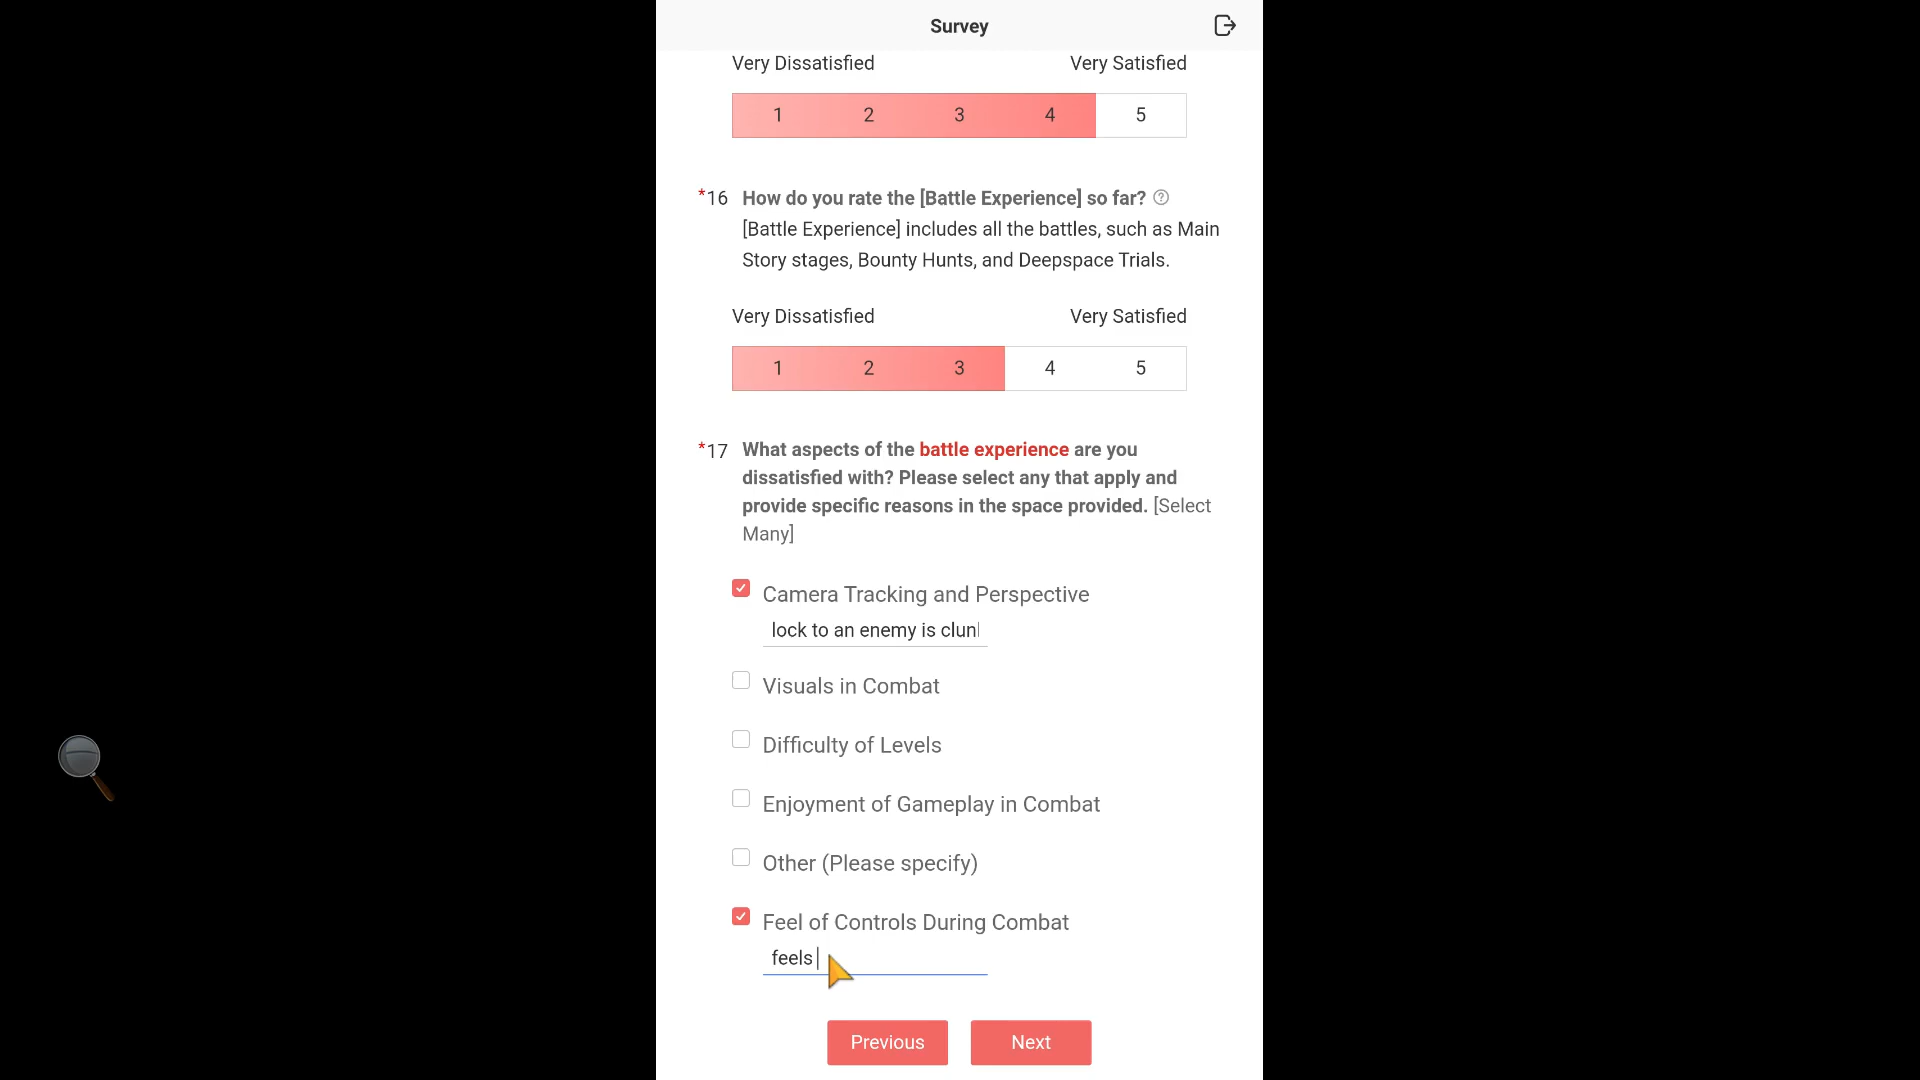 Survey
Very Dissatisfied Very Satisfied
1 2 3 4 5
*16 How do you rate the [Battle Experience] so far?
[Battle Experience] includes all the battles, such as Main
Story stages, Bounty Hunts, and Deepspace Trials.
Very Dissatisfied Very Satisfied
1 2 3 4 5
*17 What aspects of the battle experience are you
dissatisfied with? Please select any that apply and
provide specific reasons in the space provided. [Select
Many]
Camera Tracking and Perspective
lock to an enemy is clun
Visuals in Combat
Difficulty of Levels
Enjoyment of Gameplay in Combat
Other (Please specify)
Feel of Controls During Combat
feels
Previous Next